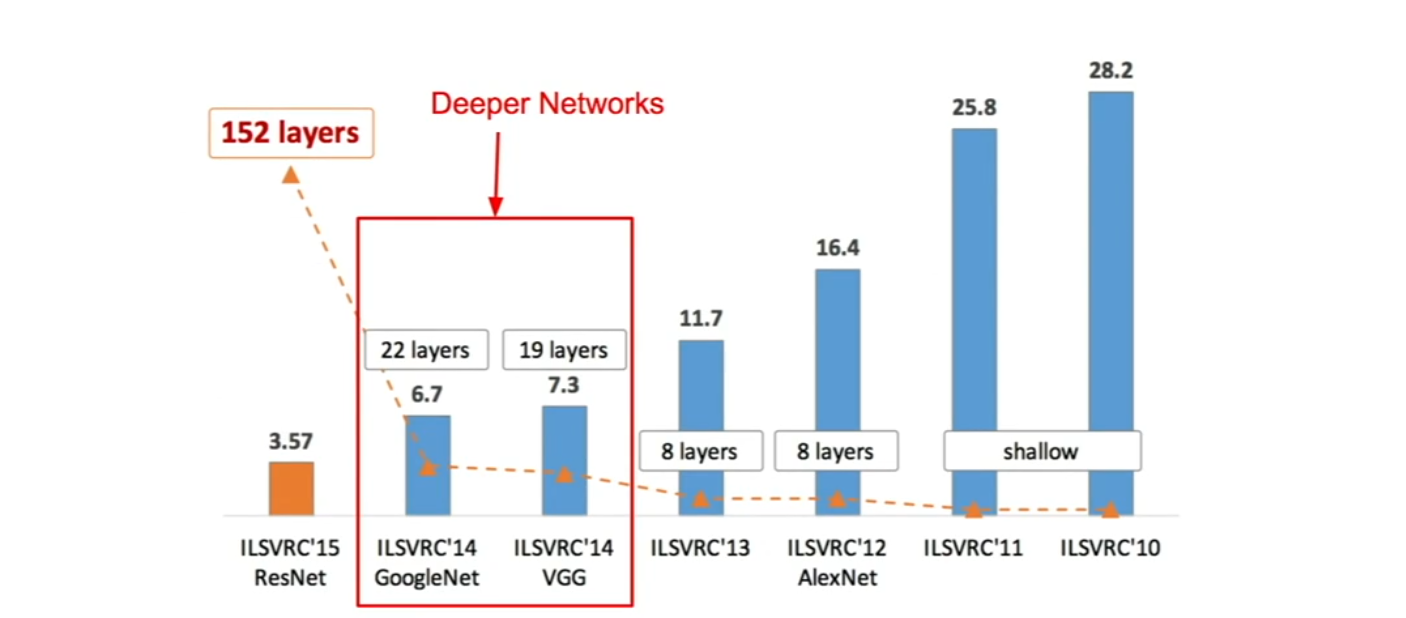 28.2
Deeper Networks
25.8
152 layers
16.4
11.7
22 layers
19 layers
7.3
6.7
3.57
8 layers
8 layers
shallow
ILSVRC'15
ResNet
ILSVRC'14
GoogleNet
ILSVRC'14
VGG
ILSVRC'13
ILSVRC'12
AlexNet
ILSVRC'11
ILSVRC'10